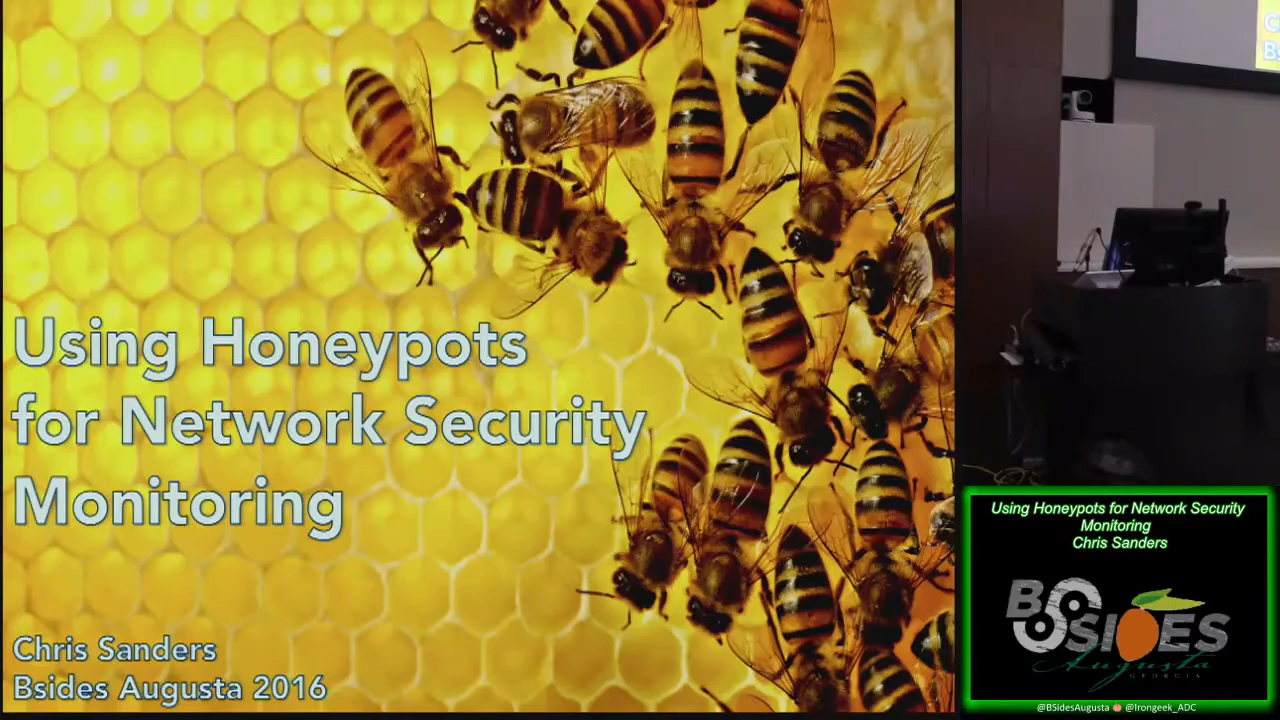 Using Honeypots
for Network Security
Monitoring
Chris Sanders
Bsides Augusta 2016
Using Honeypots for Network Security
Monitoring
Chris Sanders
BSIDES
Augusta
GEORGIA
@BSidesAugusta @Irongeek_ADC